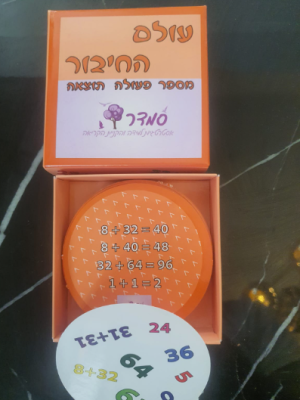 עולם
החיבור
מספר פעולה תוצאה
סמדר
8+32=40
8+40=48
32+64=96
1+1=2
31+31
24
36
8+32
64
5
0